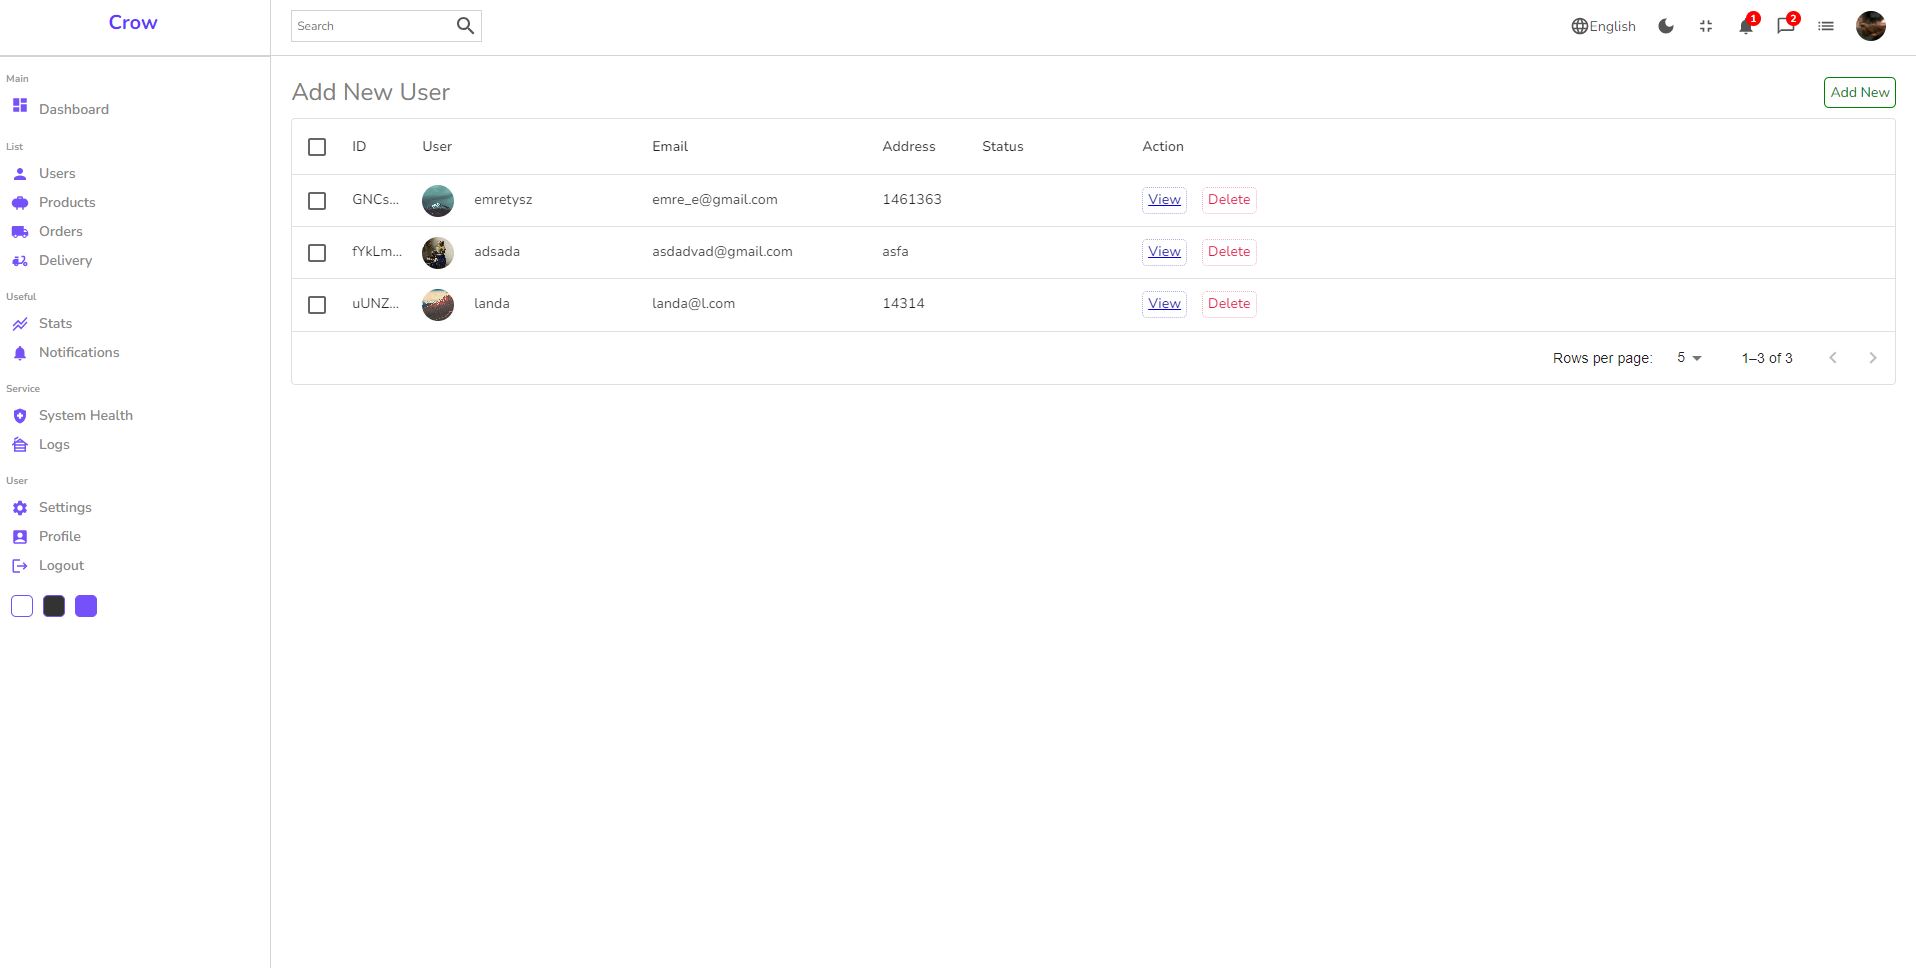 Crow
Search
English
1
2
Main
Dashboard
List
Users
Products
Orders
Delivery
Useful
Stats
Notifications
Service
System Health
Logs
User
Settings
Profile
Logout
Add New User
Add New
ID User Email Address Status Action
GNCs... emretysz emre_e@gmail.com 1461363 View Delete
fYkLm... adsada asdadvad@gmail.com asfa View Delete
uUNZ... landa landa@l.com 14314 View Delete
Rows per page: 5 1–3 of 3